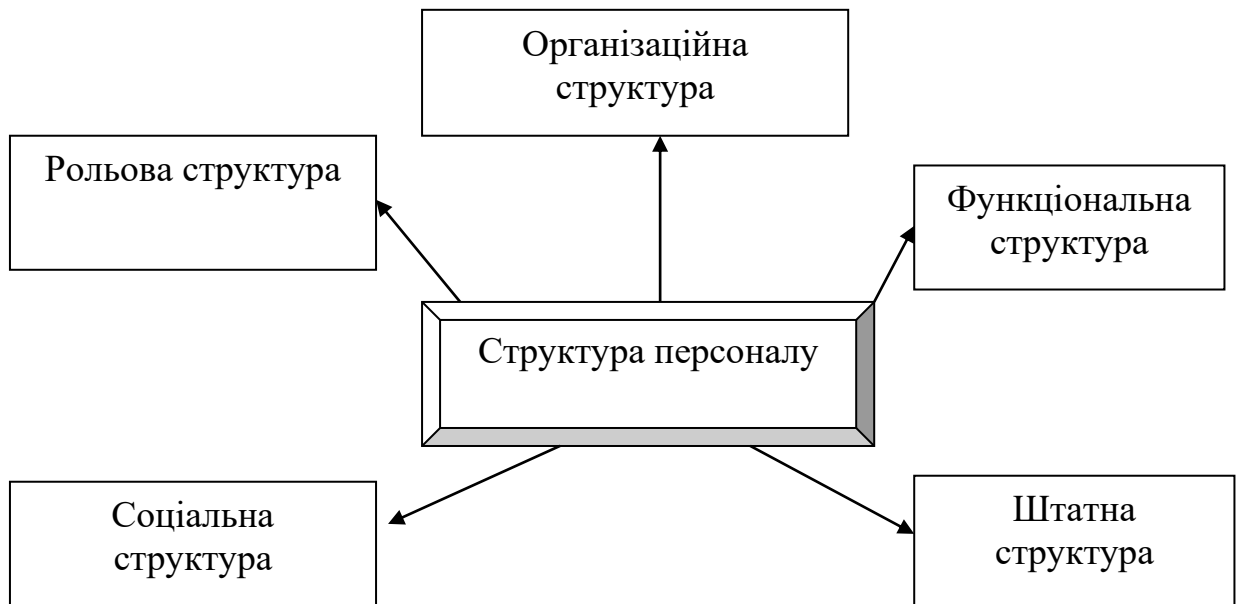 Організаційна
структура
Рольова структура
Функціональна
структура
Структура персоналу
Соціальна
структура
Штатна
структура